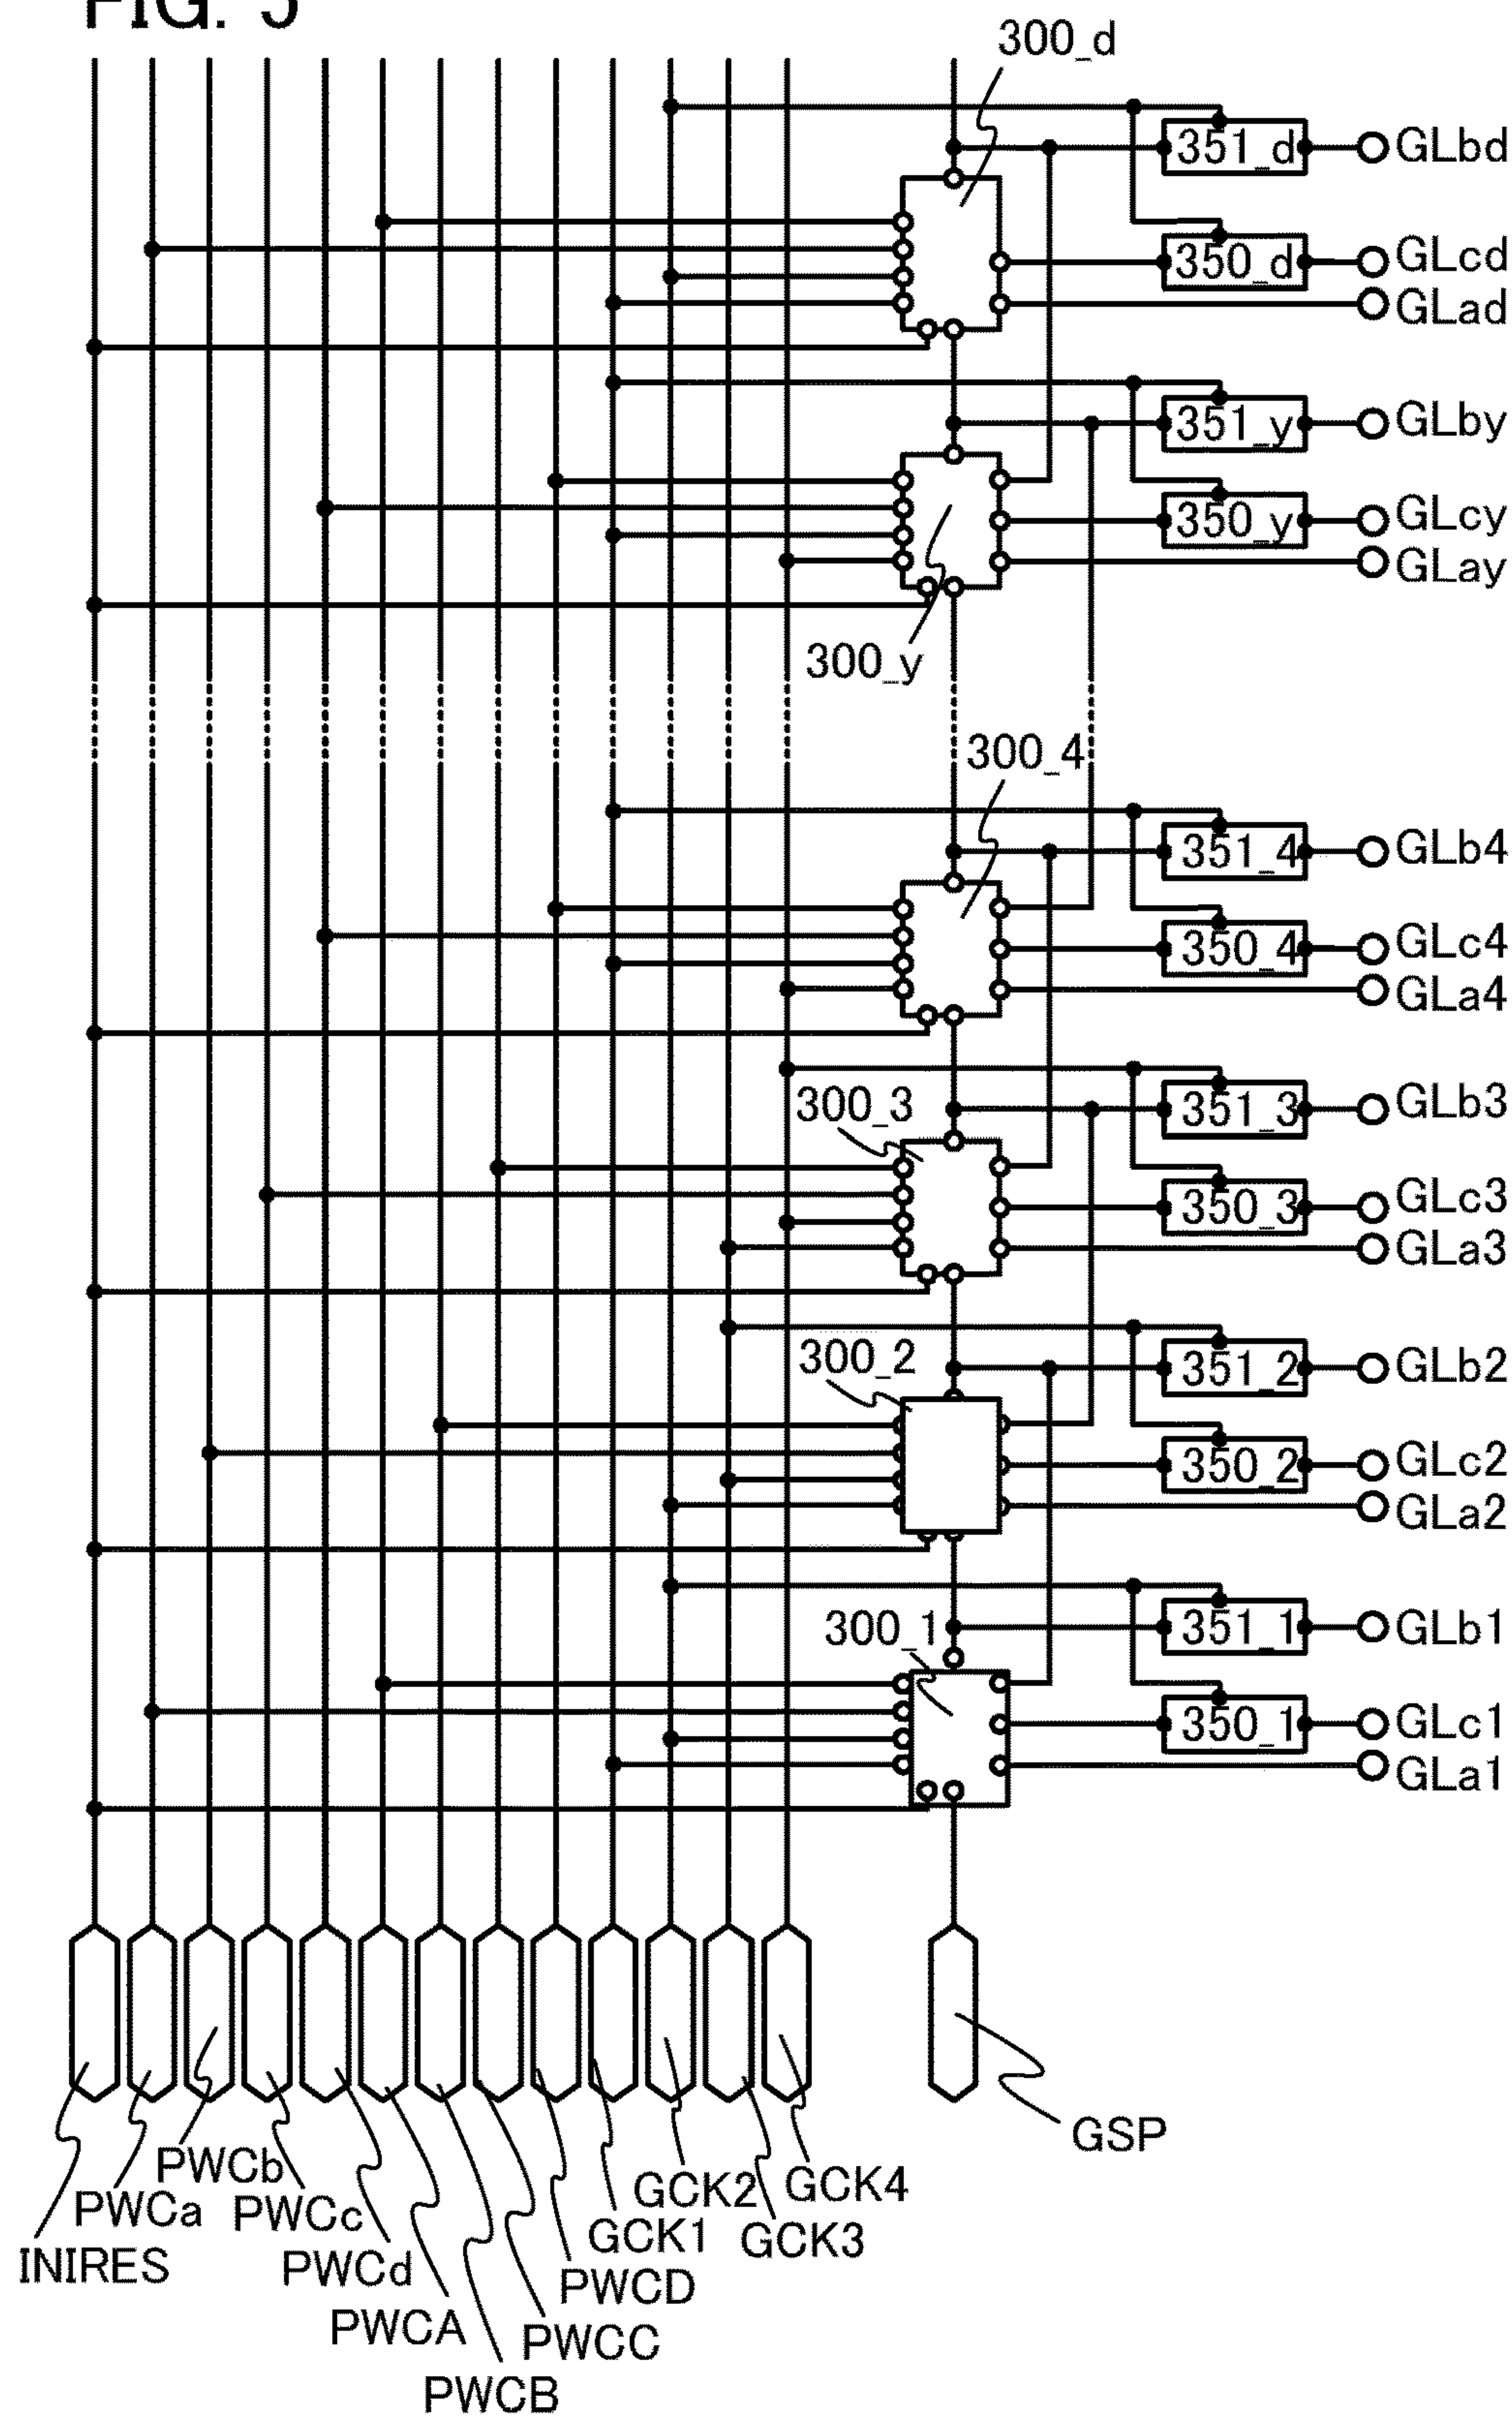 FIG. 5
300_d
351_d GLbd
350_d GLcd
GLad
351_y GLby
350_y GLcy
GLay
300_y
300_4
351_4 GLb4
350_4 GLc4
GLa4
300_3
351_3 GLb3
350_3 GLc3
GLa3
300_2
351_2 GLb2
350_2 GLc2
GLa2
300_1
351_1 GLb1
350_1 GLc1
GLa1
GSP
PWCb
GCK2
GCK4
PWCa
PWCc
GCK1
GCK3
INIRES
PWCd
PWCD
PWCA
PWCC
PWCB